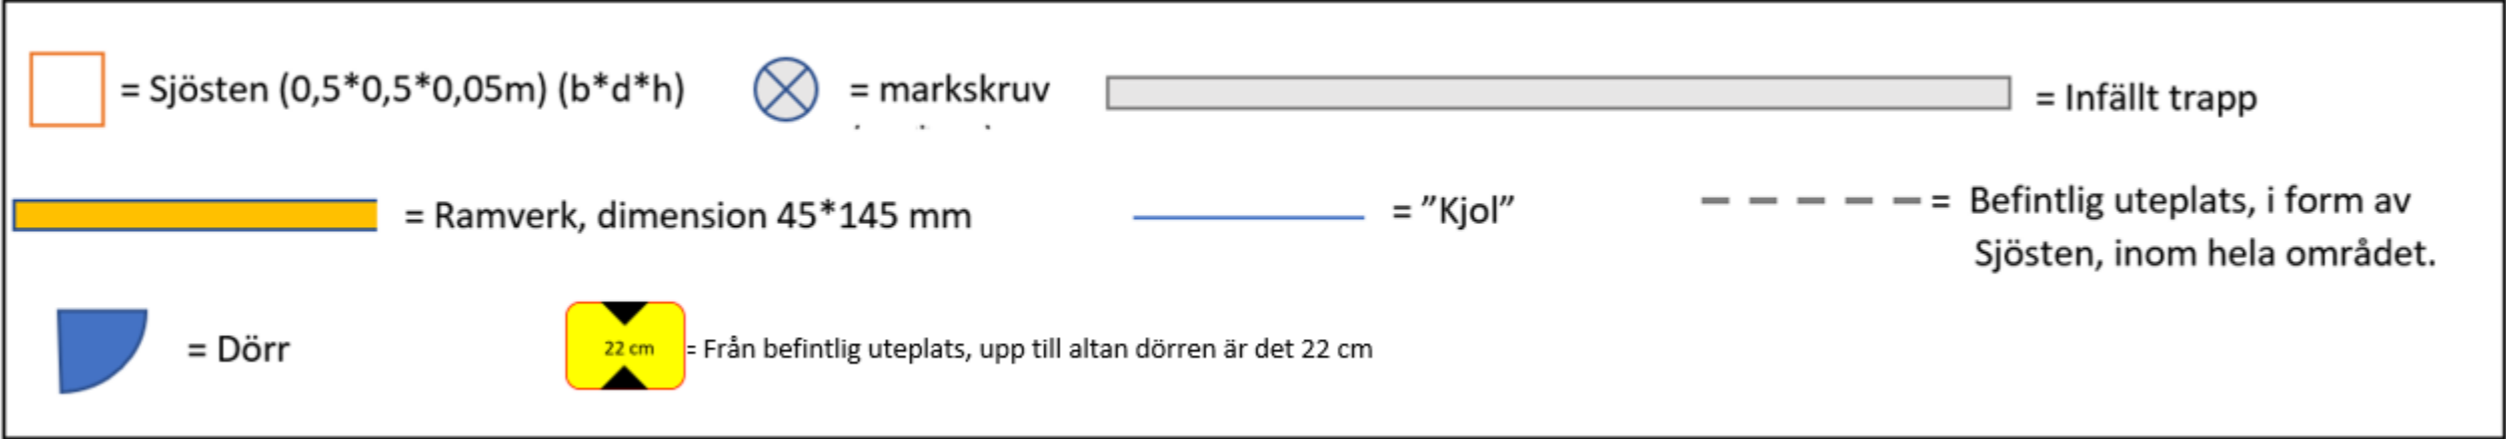 = Sjösten (0,5*0,5*0,05m) (b*d*h)
= markskruv
= Infällt trapp
= Ramverk, dimension 45*145 mm
= ”Kjol”
= Befintlig uteplats, i form av
Sjösten, inom hela området.
= Dörr
22 cm
= Från befintlig uteplats, upp till altan dörren är det 22 cm